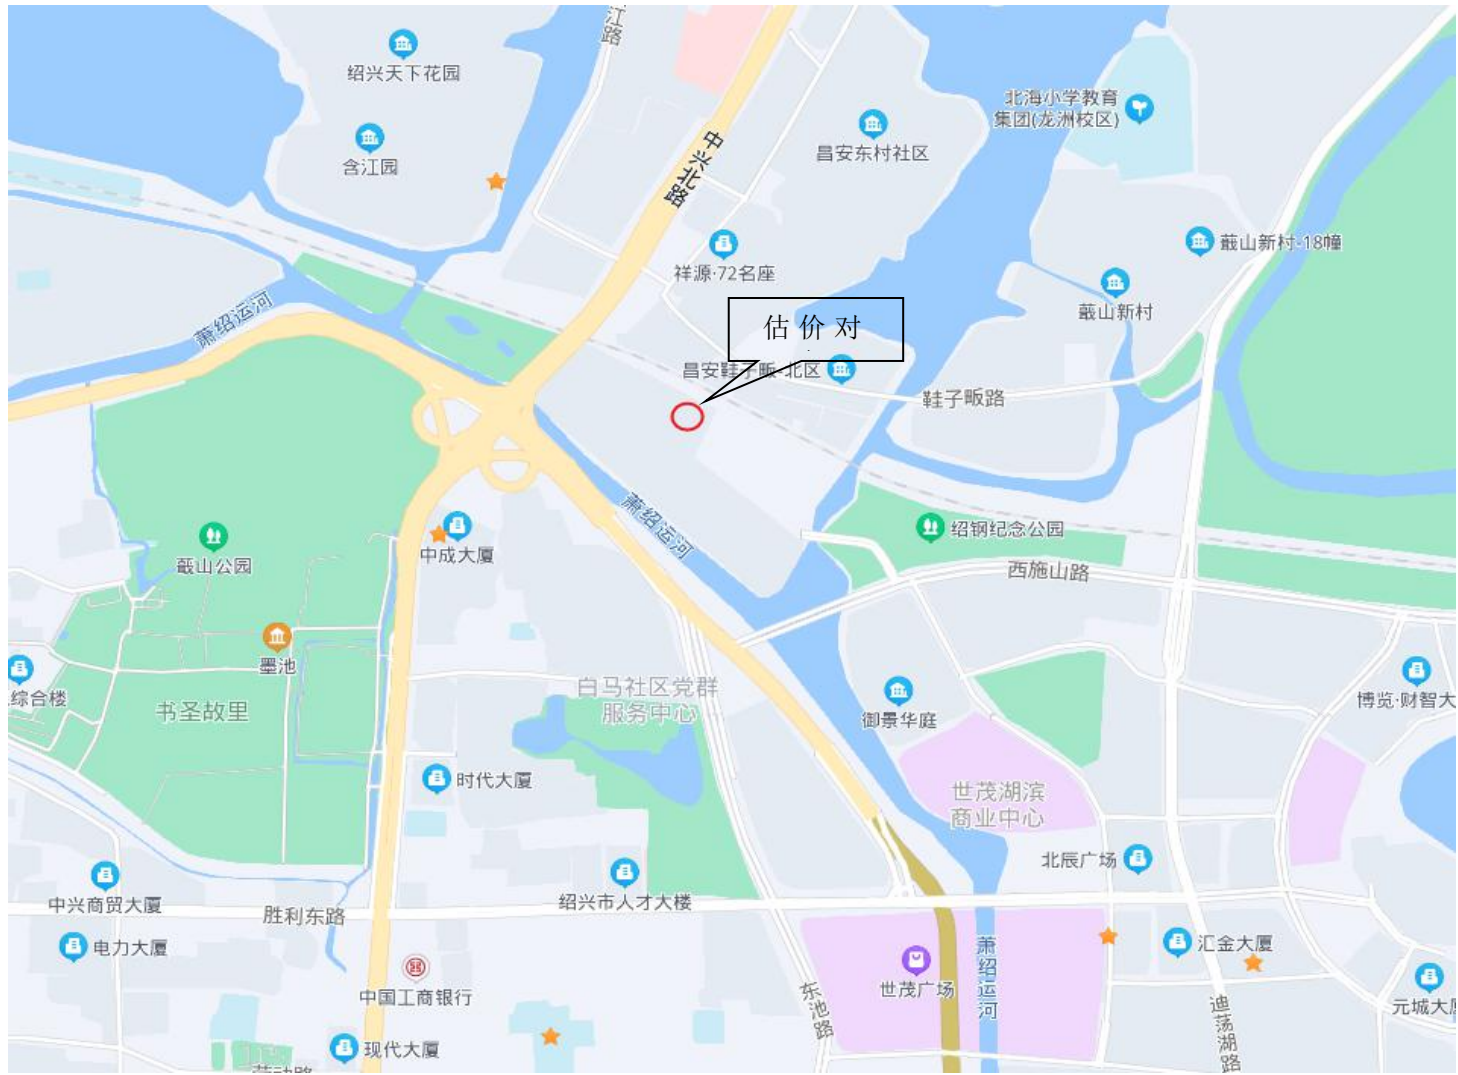 江路
绍兴天下花园
北海小学教育
集团(龙洲校区)
中兴北路
昌安东村社区
含江园
蕺山新村-18幢
祥源·72名座
萧绍运河
蕺山新村
估价对
昌安鞋子畈-北区
鞋子畈路
萧绍运河
绍钢纪念公园
中成大厦
蕺山公园
西施山路
墨池
综合楼
白马社区党群
服务中心
博览·财智大
书圣故里
御景华庭
时代大厦
世茂湖滨
商业中心
北辰广场
中兴商贸大厦
胜利东路
绍兴市人才大楼
电力大厦
汇金大厦
萧绍运河
中国工商银行
世茂广场
东池路
元城大
迪荡湖路
现代大厦